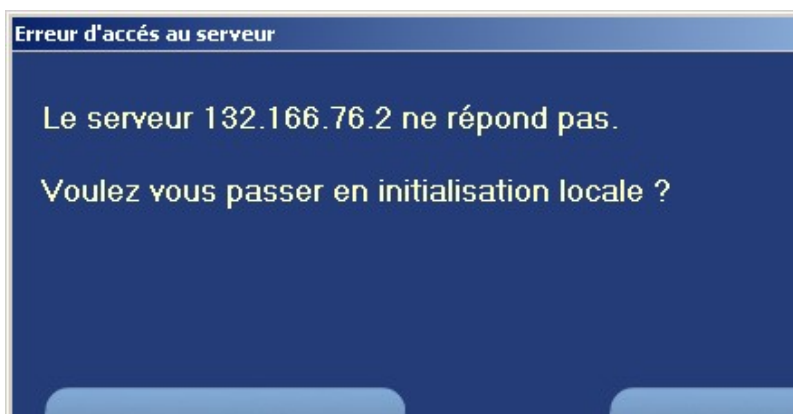 Erreur d'accés au serveur
Le serveur 132.166.76.2 ne répond pas.
Voulez vous passer en initialisation locale ?